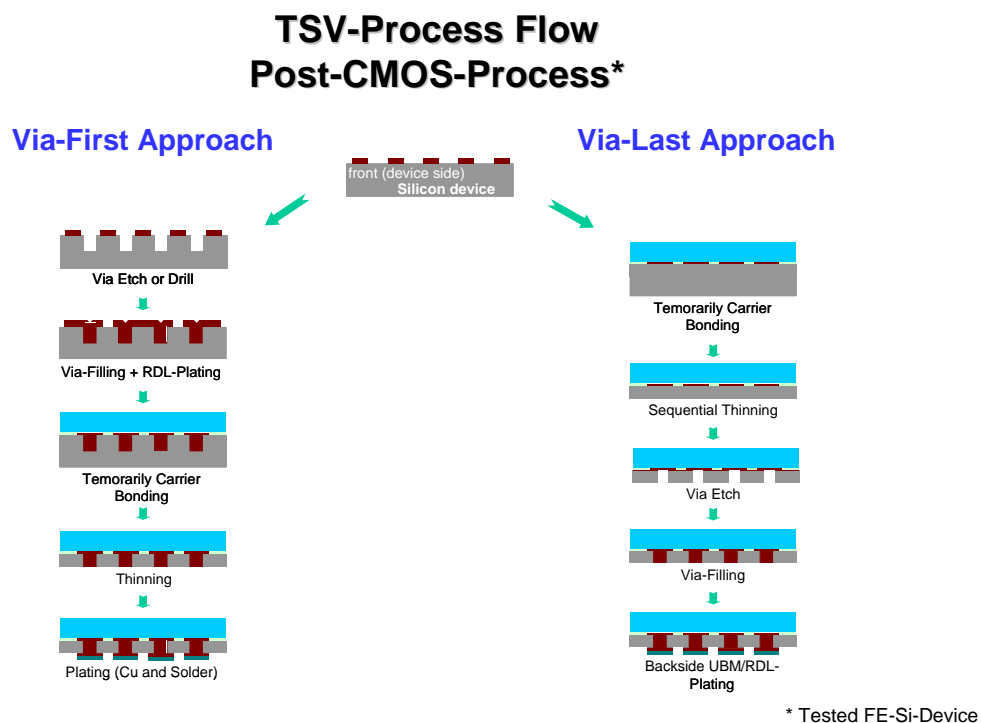 TSV-Process Flow
Post-CMOS-Process*
Via-First Approach
Via-Last Approach
front (device side)
Silicon device
Via Etch or Drill
Via-Filling + RDL-Plating
Temorarily Carrier
Bonding
Thinning
Plating (Cu and Solder)
Temorarily Carrier
Bonding
Sequential Thinning
Via Etch
Via-Filling
Backside UBM/RDL-
Plating
* Tested FE-Si-Device